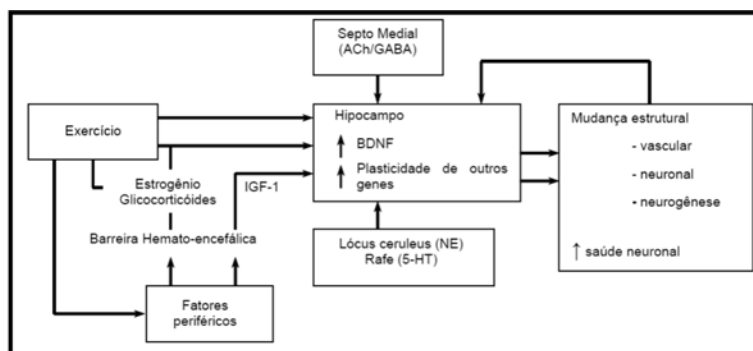 Septo Medial
(ACh/GABA)
Exercício
Hipocampo
BDNF
Plasticidade de outros
genes
Mudança estrutural
- vascular
- neuronal
- neurogênese
↑ saúde neuronal
Estrogênio
Glicocorticóides
IGF-1
Barreira Hemato-encefálica
Lócus ceruleus (NE)
Rafe (5-HT)
Fatores
periféricos